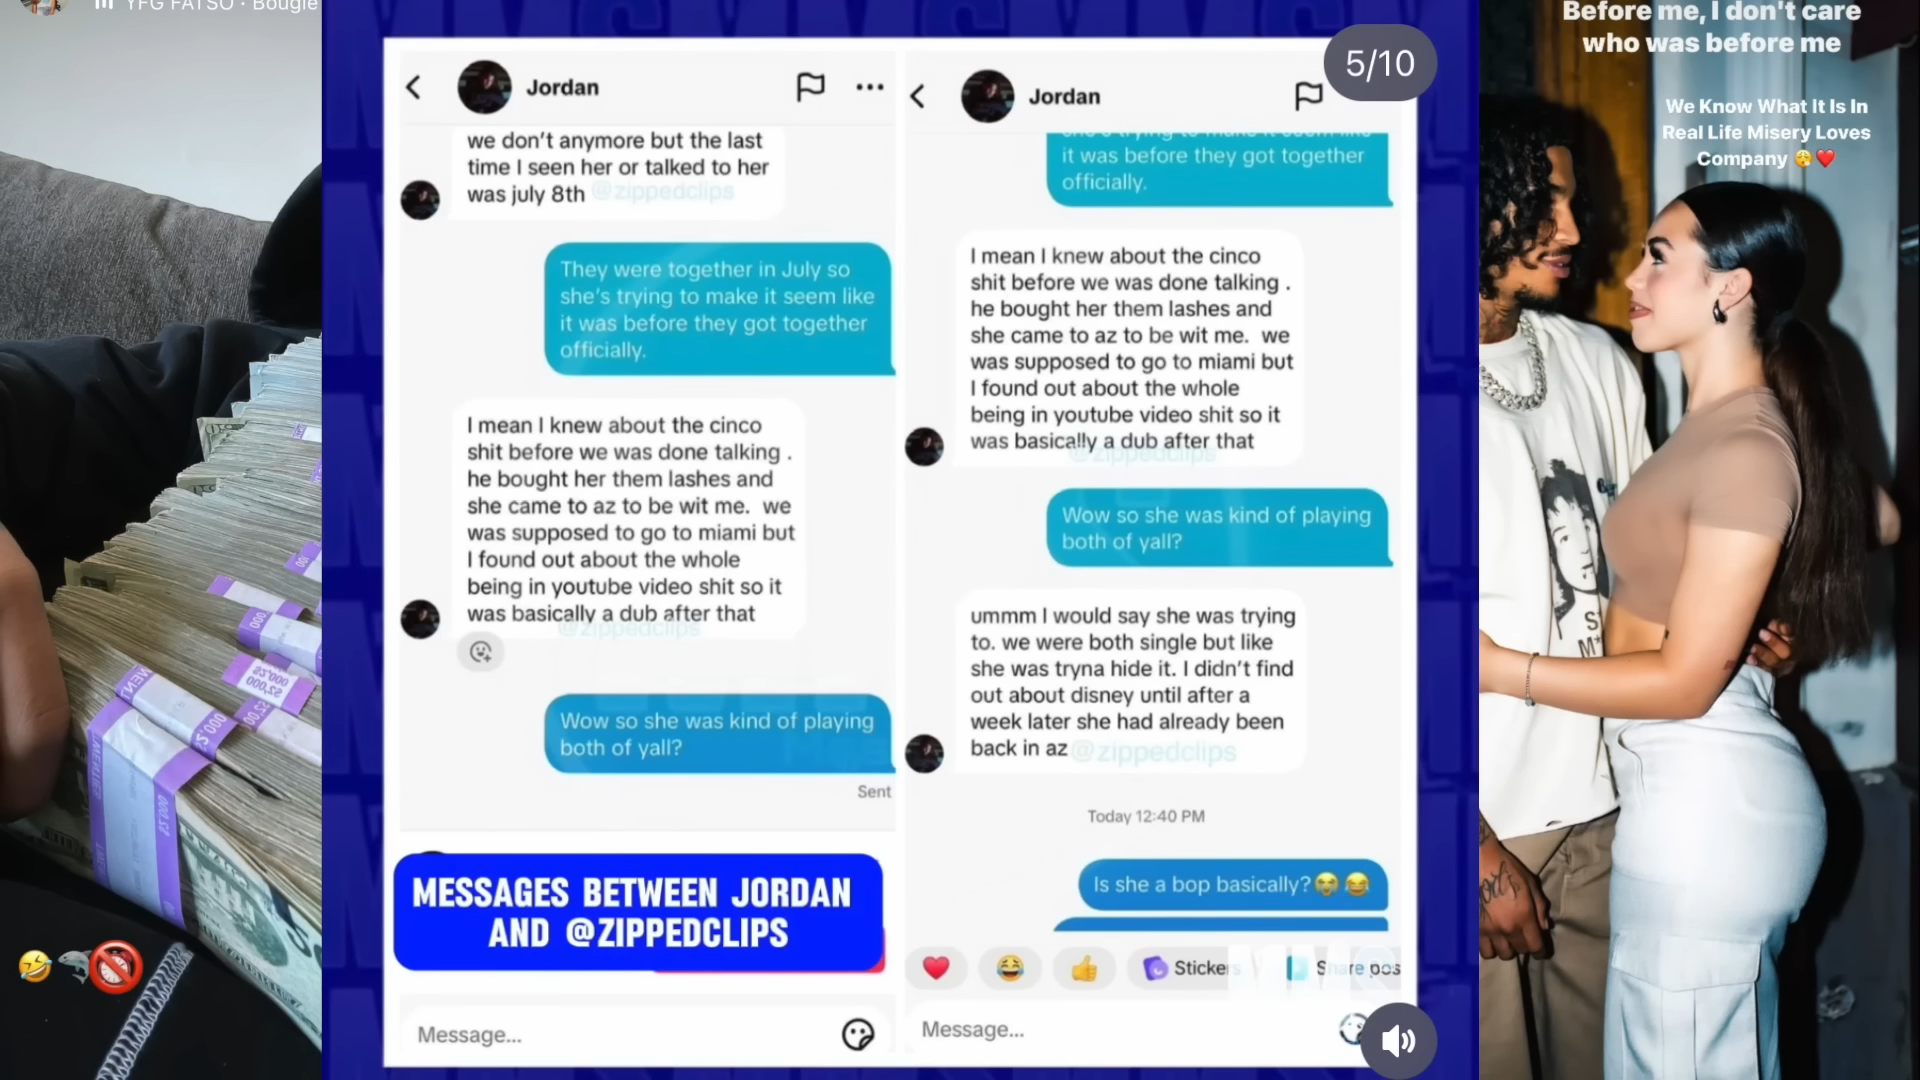 YFG FATSO · Bougie
Jordan
we don't anymore but the last
time I seen her or talked to her
was july 8th @zippedclips
They were together in July so
she's trying to make it seem like
it was before they got together
officially.
I mean I knew about the cinco
shit before we was done talking .
he bought her them lashes and
she came to az to be wit me. we
was supposed to go to miami but
I found out about the whole
being in youtube video shit so it
was basically a dub after that
@zippedclips
Wow so she was kind of playing
both of yall?
Sent
MESSAGES BETWEEN JORDAN
AND @ZIPPEDCLIPS
Message...
5/10
Jordan
she's trying to make it seem like
it was before they got together
officially.
I mean I knew about the cinco
shit before we was done talking .
he bought her them lashes and
she came to az to be wit me. we
was supposed to go to miami but
I found out about the whole
being in youtube video shit so it
was basically a dub after that
@zippedclips
Wow so she was kind of playing
both of yall?
ummm I would say she was trying
to. we were both single but like
she was tryna hide it. I didn't find
out about disney until after a
week later she had already been
back in az @zippedclips
Today 12:40 PM
Is she a bop basically?😭😂
Stickers
Share pos
Message...
Before me, I don't care
who was before me
We Know What It Is In
Real Life Misery Loves
Company 😮‍💨❤️